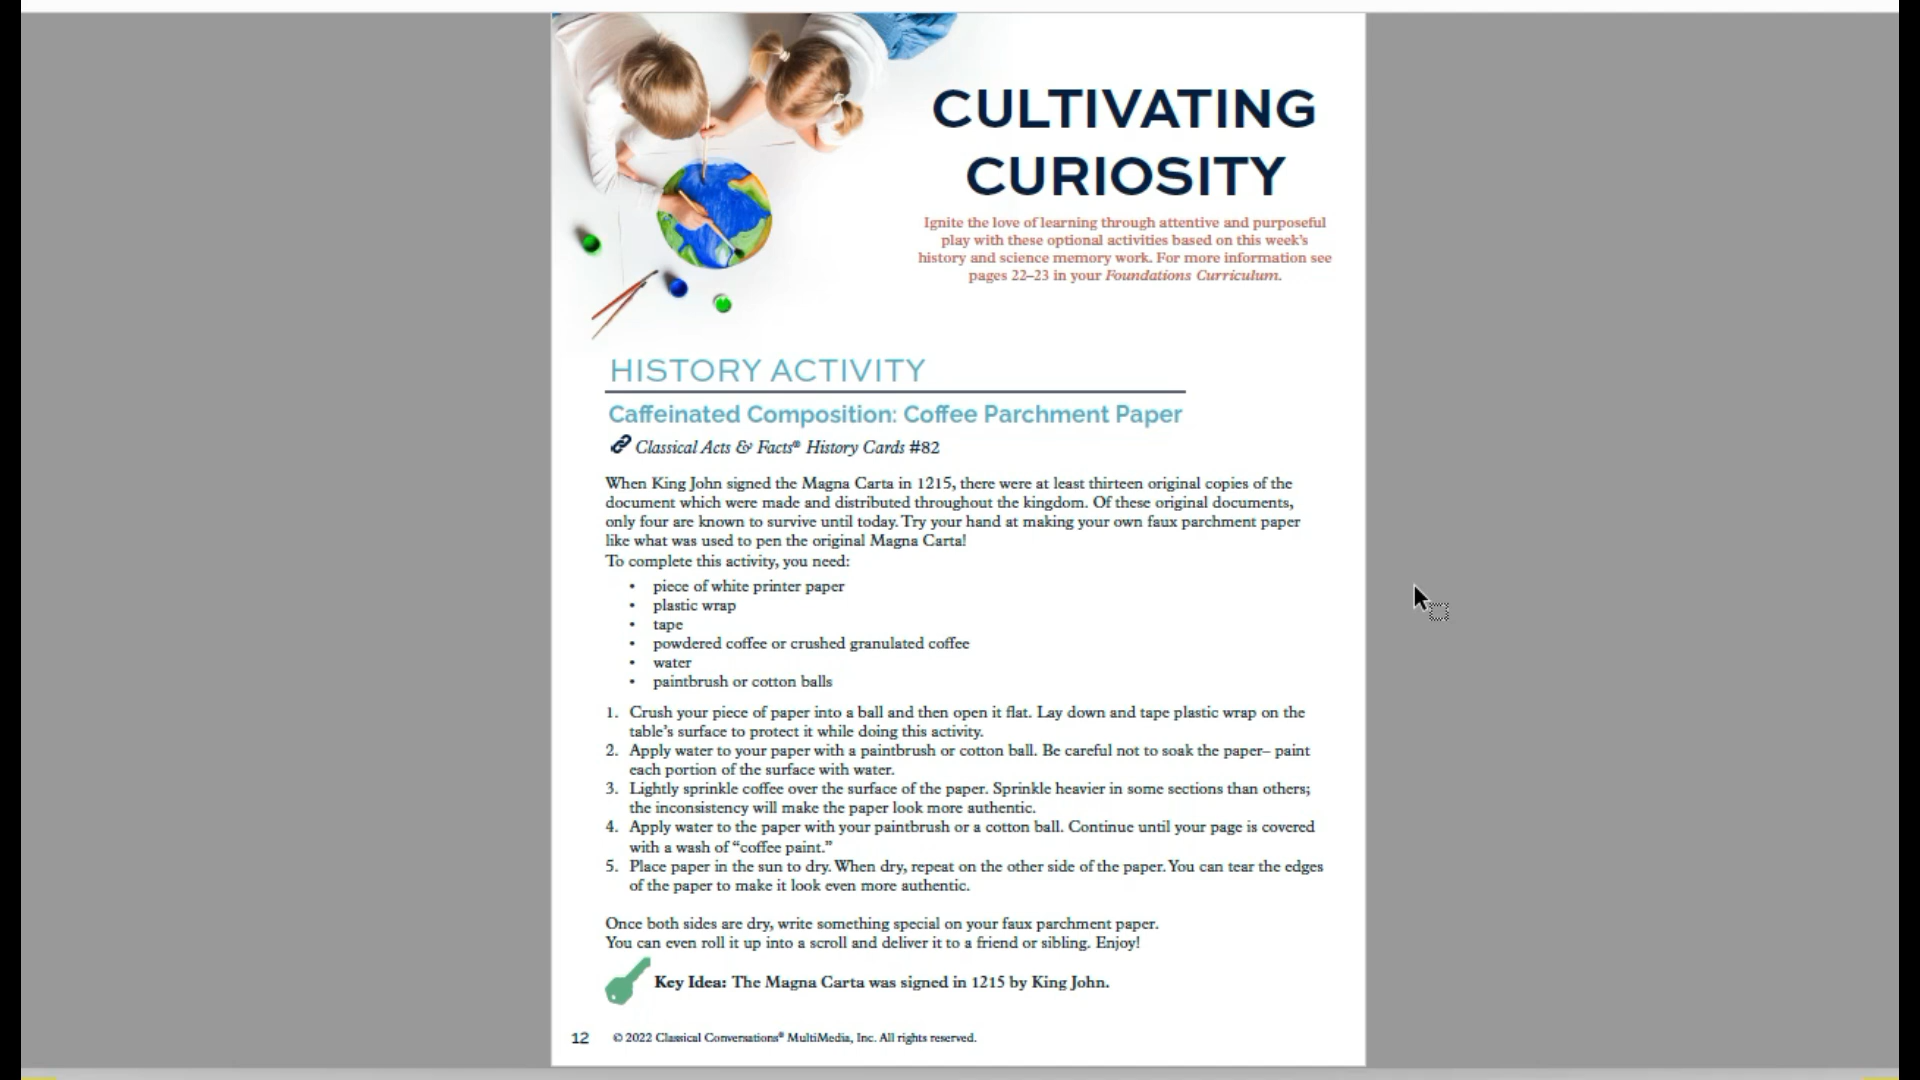 CULTIVATING
CURIOSITY
Ignite the love of learning through attentive and purposeful
play with these optional activities based on this week's
history and science memory work. For more information see
pages 22–23 in your Foundations Curriculum.
HISTORY ACTIVITY
Caffeinated Composition: Coffee Parchment Paper
Classical Acts & Facts® History Cards #82
When King John signed the Magna Carta in 1215, there were at least thirteen original copies of the
document which were made and distributed throughout the kingdom. Of these original documents,
only four are known to survive until today. Try your hand at making your own faux parchment paper
like what was used to pen the original Magna Carta!
To complete this activity, you need:
• piece of white printer paper
• plastic wrap
• tape
• powdered coffee or crushed granulated coffee
• water
• paintbrush or cotton balls
1. Crush your piece of paper into a ball and then open it flat. Lay down and tape plastic wrap on the
table's surface to protect it while doing this activity.
2. Apply water to your paper with a paintbrush or cotton ball. Be careful not to soak the paper– paint
each portion of the surface with water.
3. Lightly sprinkle coffee over the surface of the paper. Sprinkle heavier in some sections than others;
the inconsistency will make the paper look more authentic.
4. Apply water to the paper with your paintbrush or a cotton ball. Continue until your page is covered
with a wash of “coffee paint.”
5. Place paper in the sun to dry. When dry, repeat on the other side of the paper. You can tear the edges
of the paper to make it look even more authentic.
Once both sides are dry, write something special on your faux parchment paper.
You can even roll it up into a scroll and deliver it to a friend or sibling. Enjoy!
Key Idea: The Magna Carta was signed in 1215 by King John.
12 © 2022 Classical Conversations® MultiMedia, Inc. All rights reserved.